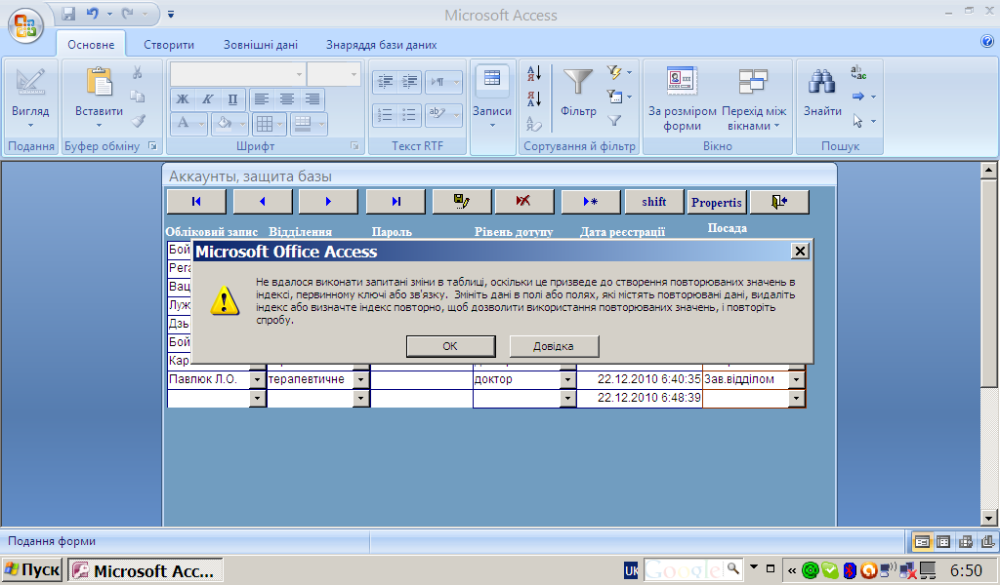 Microsoft Access
Основне Створити Зовнішні дані Знаряддя бази даних
Вигляд
Вставити
Ж К П
А
Записи
А Я
Я А
Фільтр
За розміром форми
Перехід між вікнами
Знайти
ab ac
Подання Буфер обміну Шрифт Текст RTF Сортування й фільтр Вікно Пошук
Аккаунты, защита базы
shift Propertis
Обліковий запис Відділення Пароль Рівень доступу Дата реєстрації Посада
Бой
Рега
Вац
Луж
Дзь
Бой
Кар
Microsoft Office Access
Не вдалося виконати запитані зміни в таблиці, оскільки це призведе до створення повторюваних значень в
індексі, первинному ключі або зв'язку. Змініть дані в полі або полях, які містять повторювані дані, видаліть
індекс або визначте індекс повторно, щоб дозволити використання повторюваних значень, і повторіть
спробу.
ОК Довідка
Павлюк Л.О. терапевтичне доктор 22.12.2010 6:40:35 Зав.відділом
22.12.2010 6:48:39
Подання форми
Пуск Microsoft Acc... UK Google « 6:50